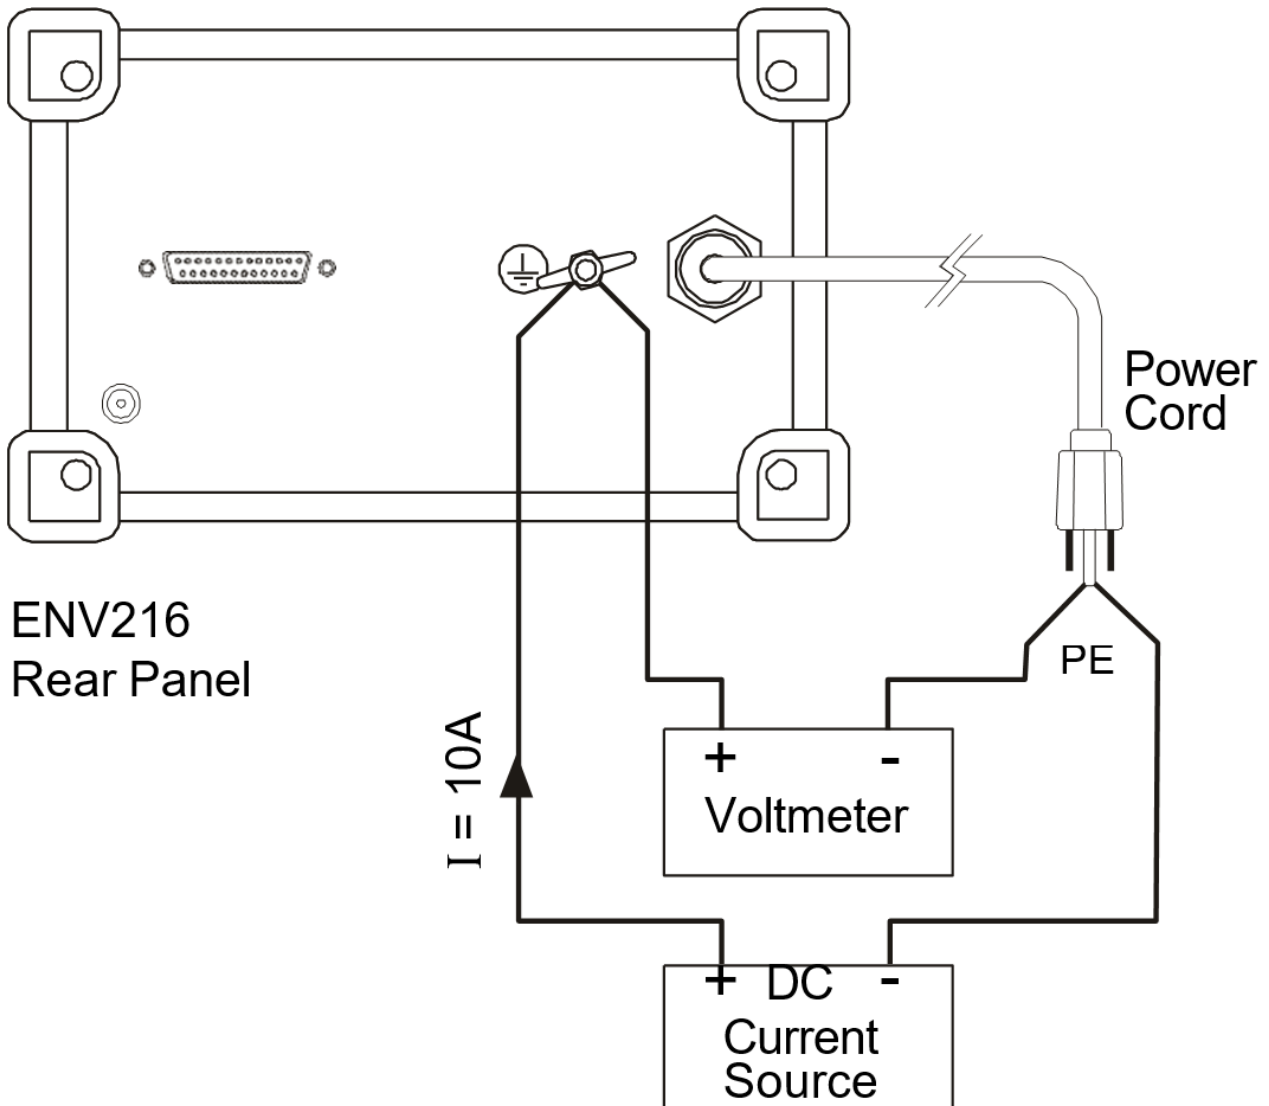 Power
Cord
ENV216
Rear Panel
PE
I = 10A
+ -
Voltmeter
+ DC -
Current
Source